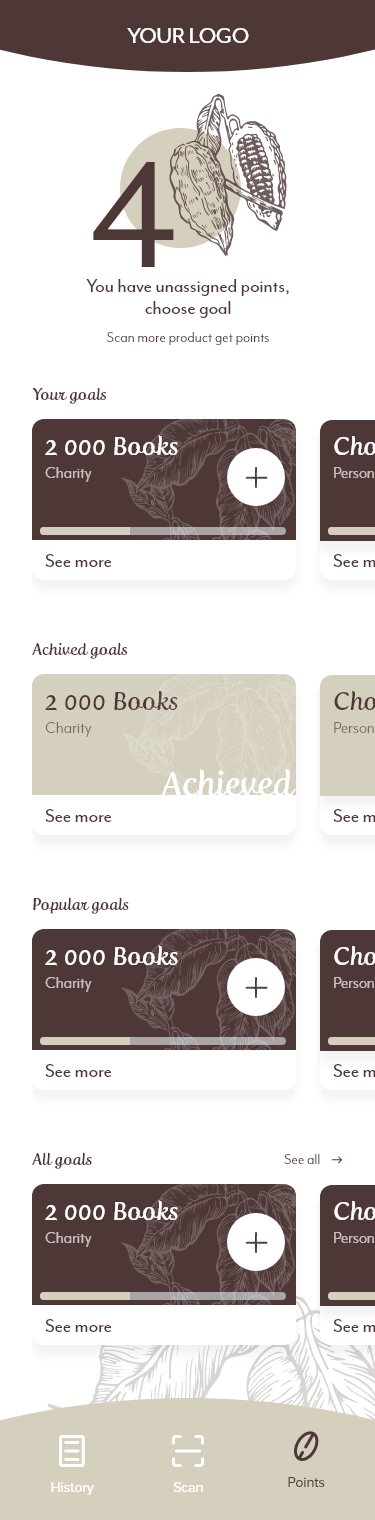 YOUR LOGO
4
You have unassigned points,
choose goal
Scan more product get points
Your goals
2 000 Books
Charity
See more
Cho
Person
See m
Achived goals
2 000 Books
Charity
Achieved
See more
Cho
Person
See m
Popular goals
2 000 Books
Charity
See more
Cho
Person
See m
All goals
See all →
2 000 Books
Charity
See more
Cho
Person
See m
History
Scan
Points